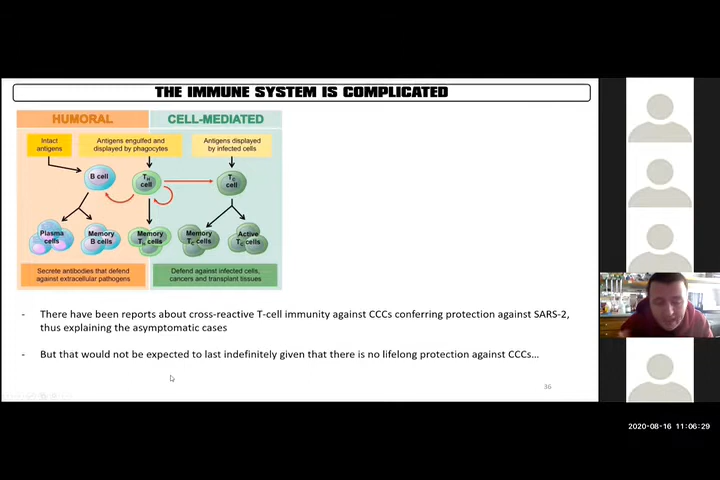 THE IMMUNE SYSTEM IS COMPLICATED
HUMORAL
CELL-MEDIATED
Intact
antigens
Antigens engulfed and
displayed by phagocytes
Antigens displayed
by infected cells
B cell
TH
cell
TC
cell
Plasma
cells
Memory
B cells
Memory
TH cells
Memory
TC cells
Active
TC cells
Secrete antibodies that defend
against extracellular pathogens
Defend against infected cells,
cancers and transplant tissues
- There have been reports about cross-reactive T-cell immunity against CCCs conferring protection against SARS-2,
thus explaining the asymptomatic cases
- But that would not be expected to last indefinitely given that there is no lifelong protection against CCCs…
36
2020-08-16 11:06:29